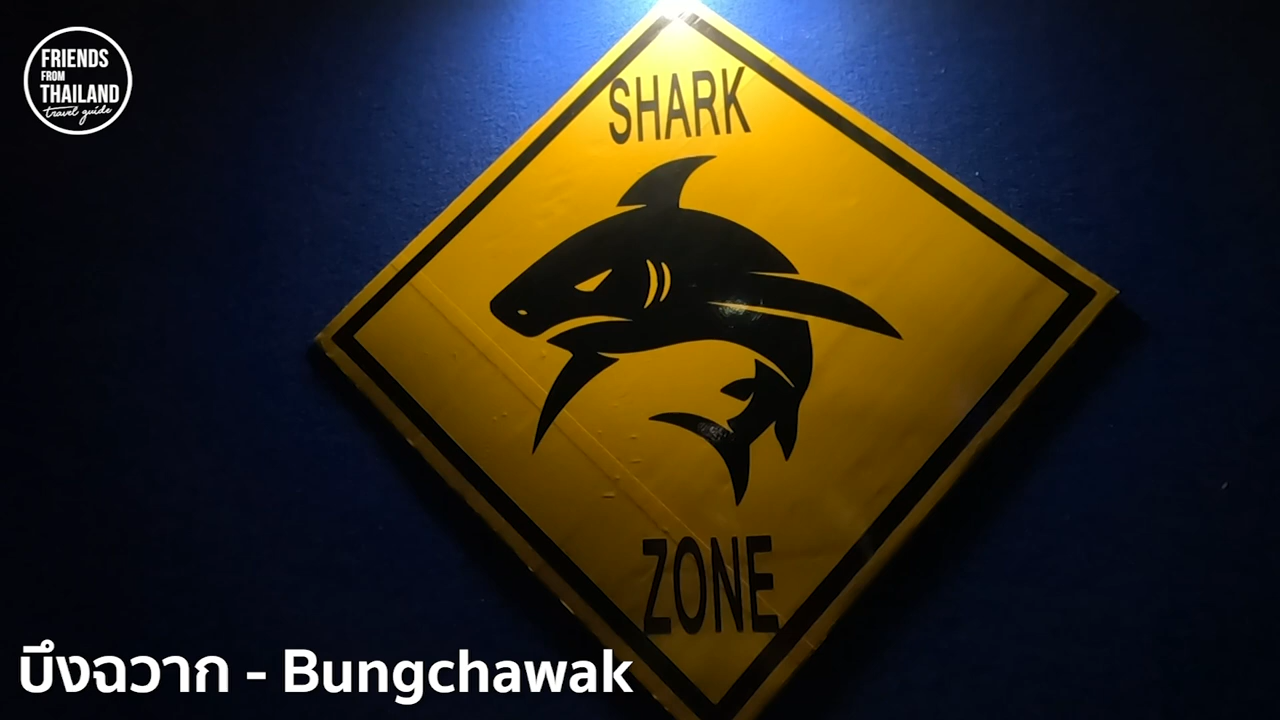 FRIENDS
FROM
THAILAND
travel guide
SHARK
ZONE
บึงฉวาก - Bungchawak